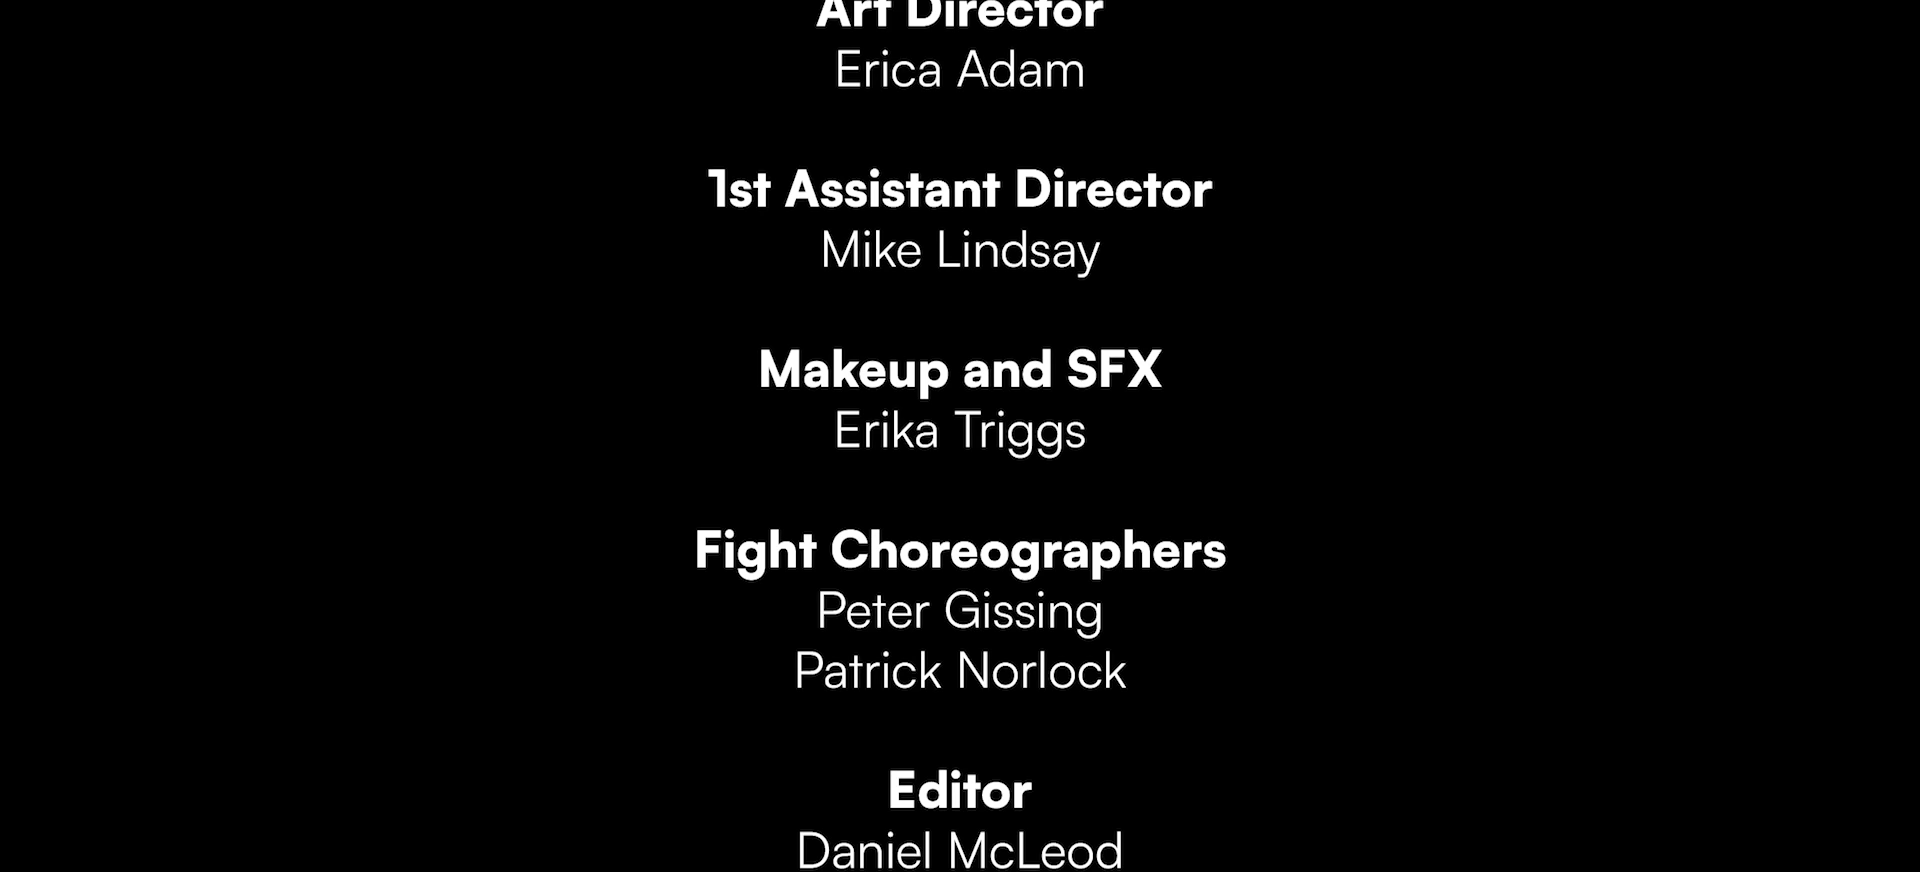 Art Director
Erica Adam
1st Assistant Director
Mike Lindsay
Makeup and SFX
Erika Triggs
Fight Choreographers
Peter Gissing
Patrick Norlock
Editor
Daniel McLeod